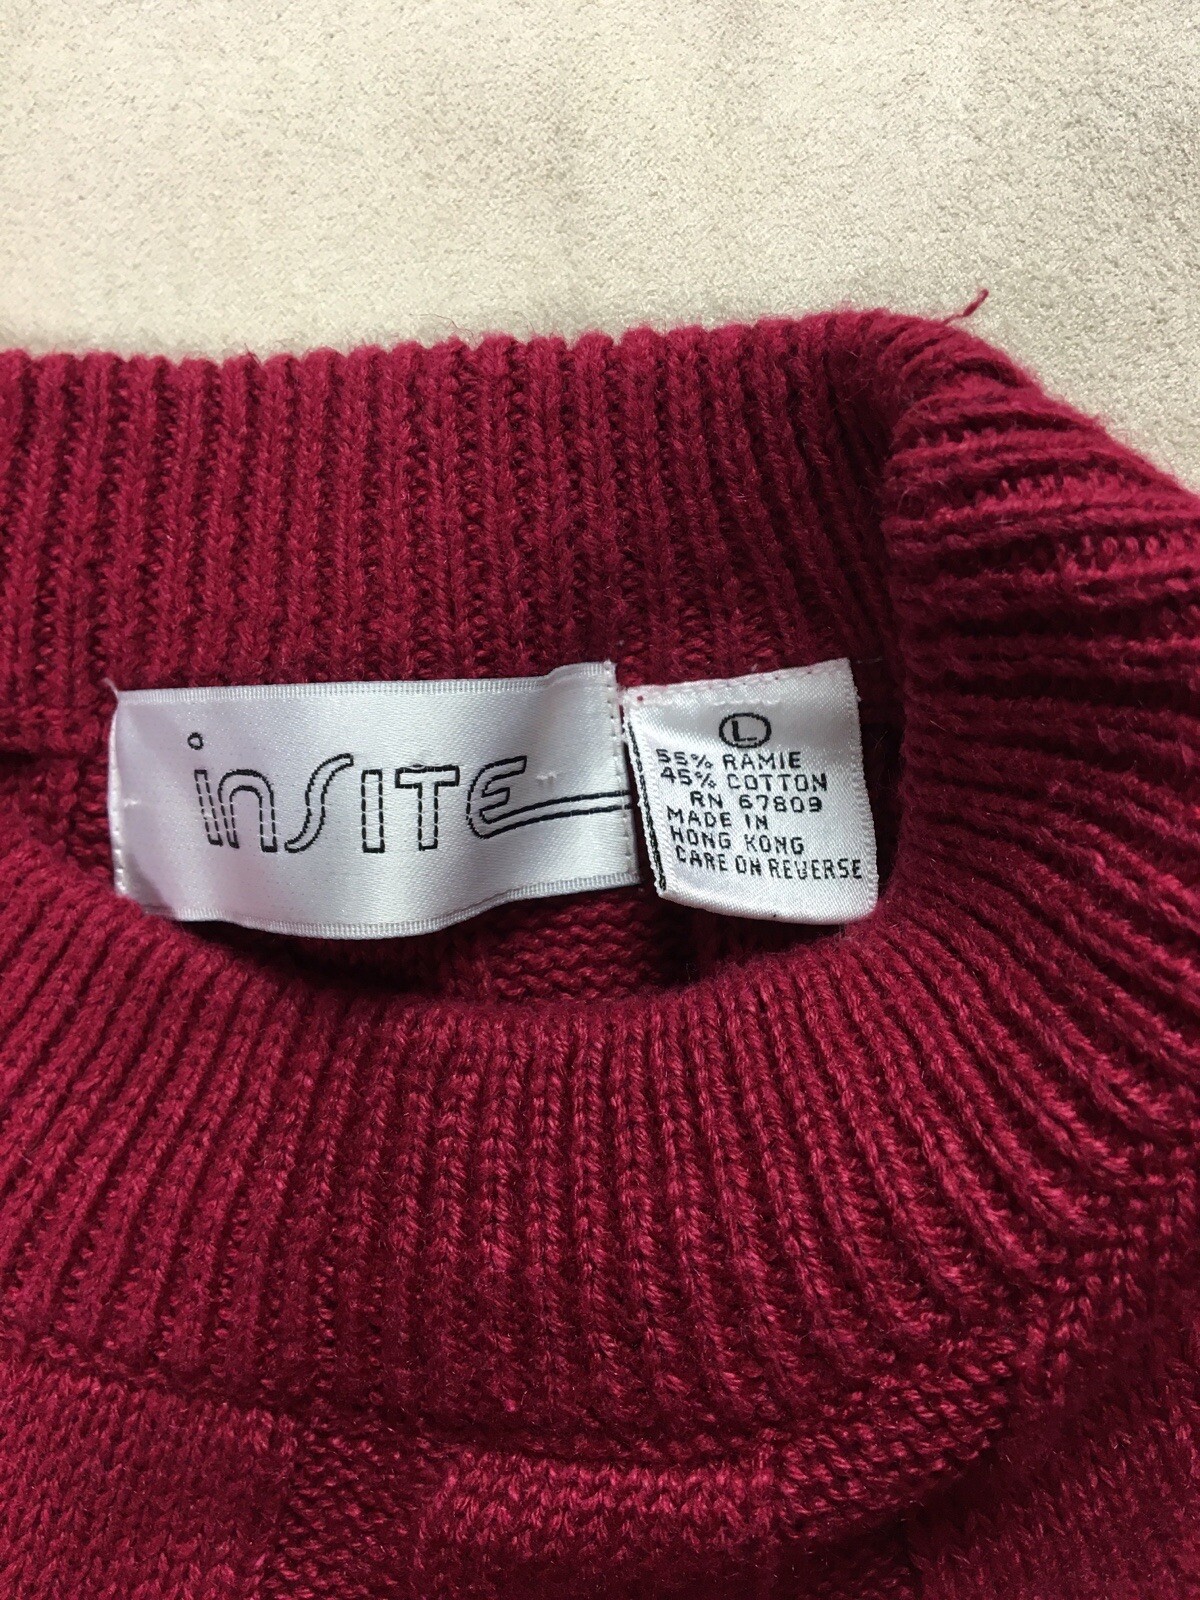 inSITE
L
55% RAMIE
45% COTTON
RN 67809
MADE IN
HONG KONG
CARE ON REVERSE